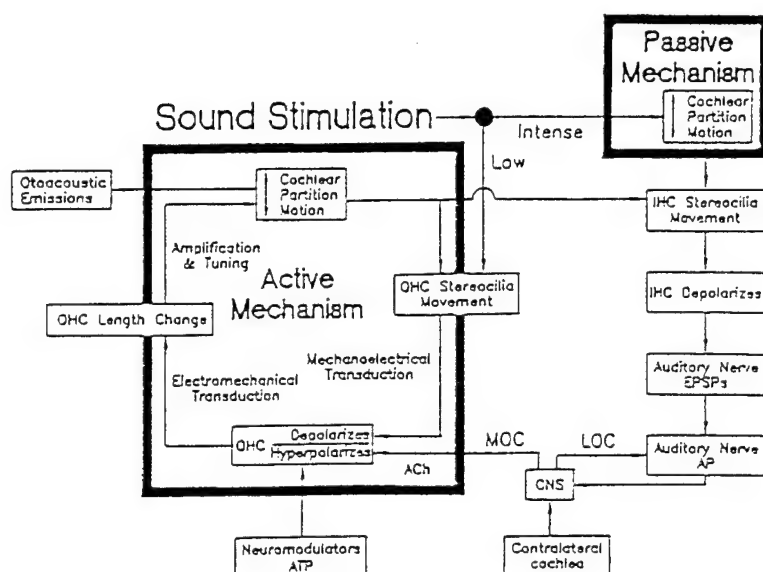 Passive
Mechanism
Cochlear
Partition
Motion
Sound Stimulation
Intense
Low
Otoacoustic
Emissions
Cochlear
Partition
Motion
IHC Stereocilia
Movement
Amplification
& Tuning
Active
Mechanism
OHC Stereocilia
Movement
IHC Depolarizes
OHC Length Change
Mechanoelectrical
Transduction
Electromechanical
Transduction
Auditory Nerve
EPSPs
OHC
Depolarizes
Hyperpolarizes
MOC
LOC
Auditory Nerve
AP
ACh
CNS
Neuromodulators
ATP
Contralateral
cochlea